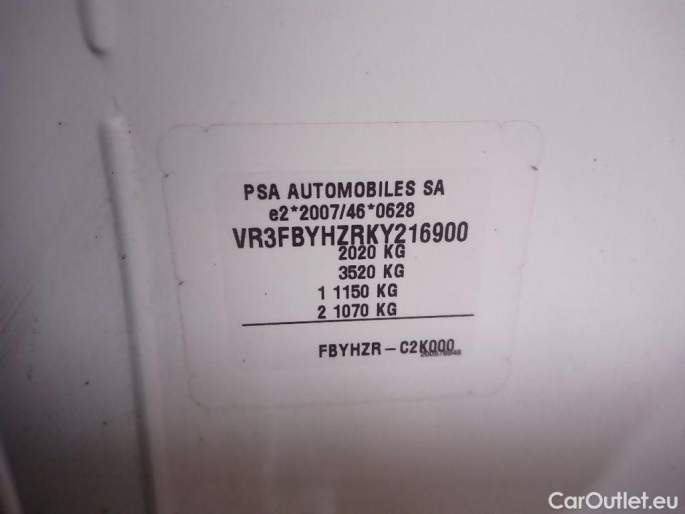 PSA AUTOMOBILES SA
e2*2007/46*0628
VR3FBYHZRKY216900
2020 KG
3520 KG
1 1150 KG
2 1070 KG
FBYHZR - C2K000
CarOutlet.eu